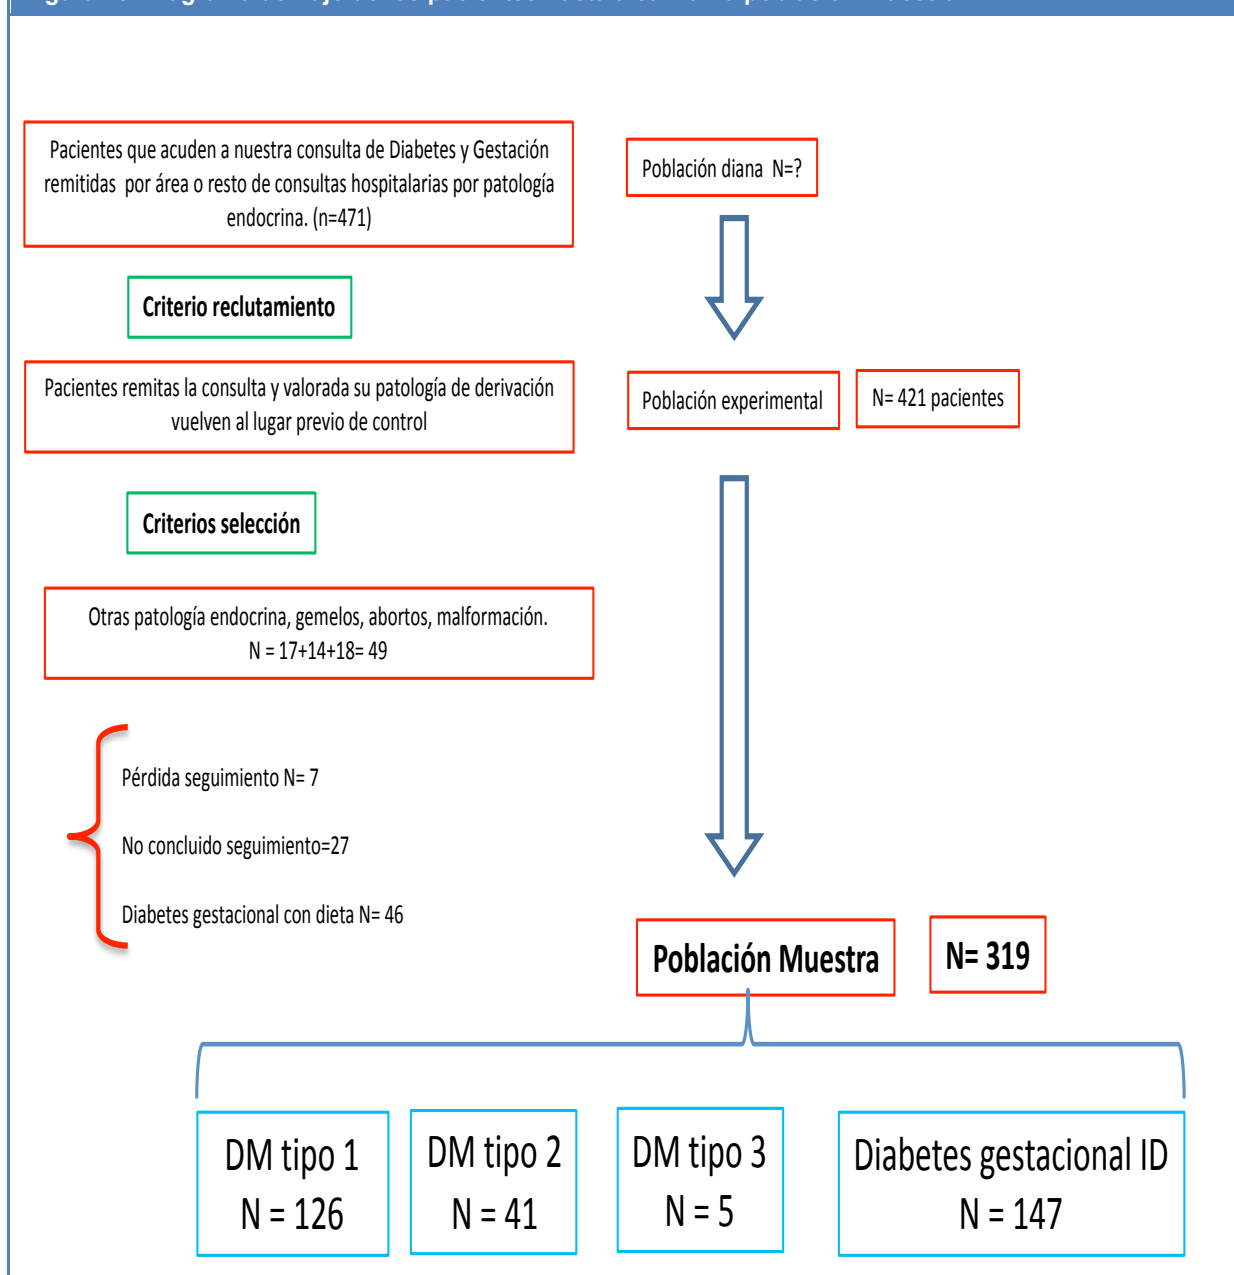 Pacientes que acuden a nuestra consulta de Diabetes y Gestación
remitidas por área o resto de consultas hospitalarias por patología
endocrina. (n=471)
Población diana N=?
Criterio reclutamiento
Pacientes remitas la consulta y valorada su patología de derivación
vuelven al lugar previo de control
Población experimental
N= 421 pacientes
Criterios selección
Otras patología endocrina, gemelos, abortos, malformación.
N = 17+14+18= 49
Pérdida seguimiento N= 7
No concluido seguimiento=27
Diabetes gestacional con dieta N= 46
Población Muestra
N= 319
DM tipo 1
N = 126
DM tipo 2
N = 41
DM tipo 3
N = 5
Diabetes gestacional ID
N = 147